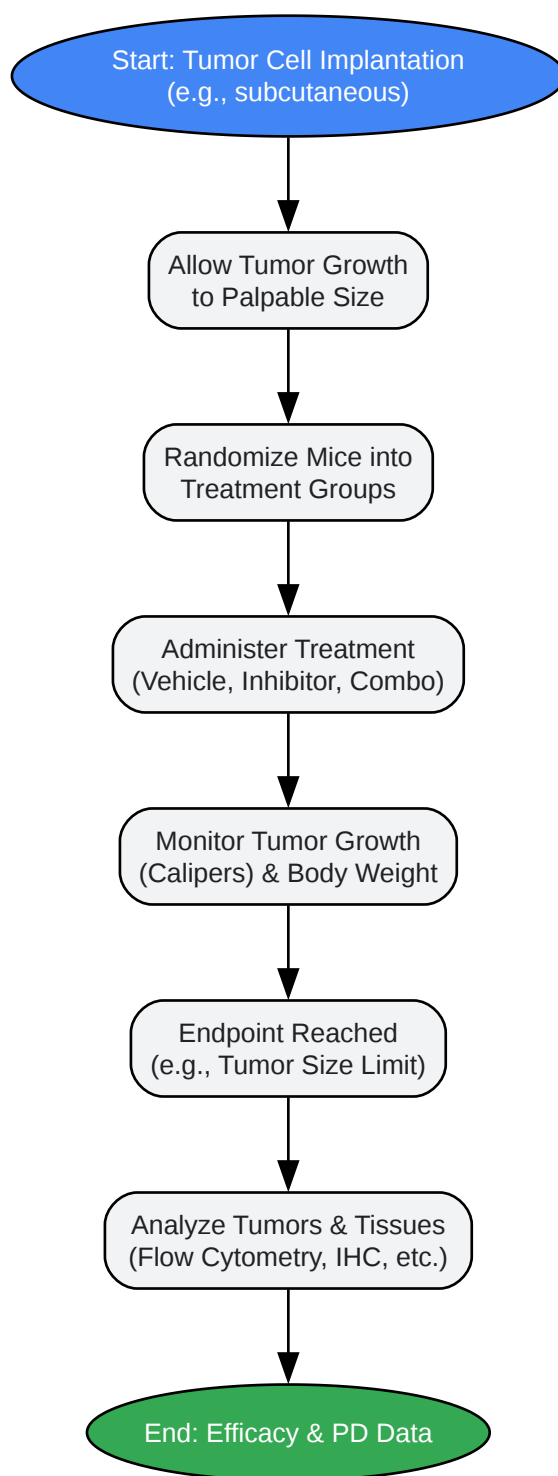 Start: Tumor Cell Implantation
(e.g., subcutaneous)
Allow Tumor Growth
to Palpable Size
Randomize Mice into
Treatment Groups
Administer Treatment
(Vehicle, Inhibitor, Combo)
Monitor Tumor Growth
(Calipers) & Body Weight
Endpoint Reached
(e.g., Tumor Size Limit)
Analyze Tumors & Tissues
(Flow Cytometry, IHC, etc.)
End: Efficacy & PD Data